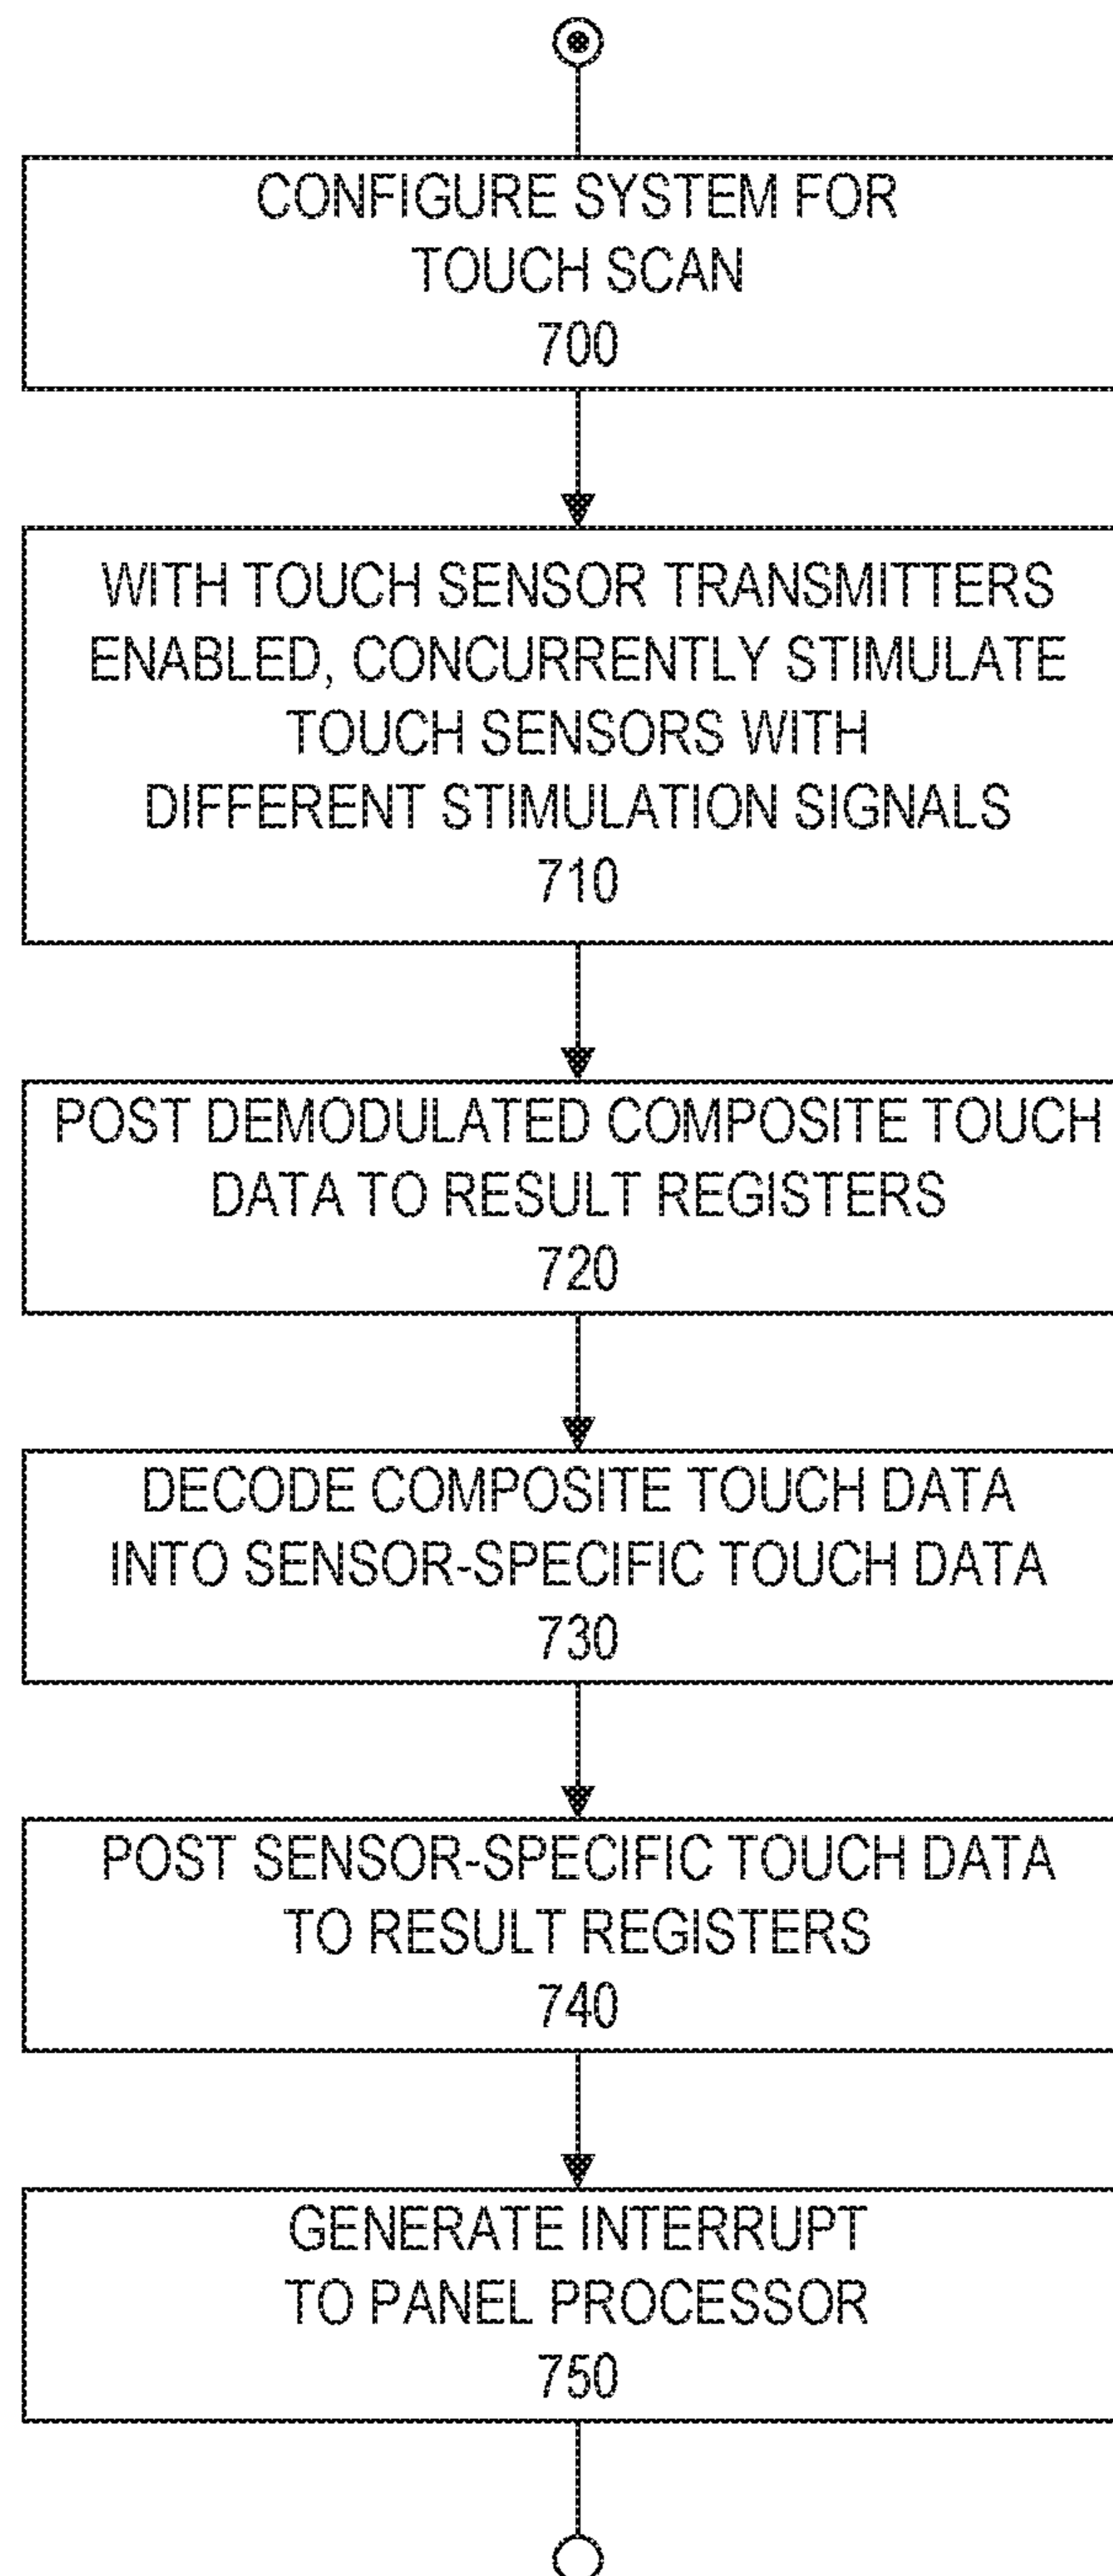 CONFIGURE SYSTEM FOR
TOUCH SCAN
700
WITH TOUCH SENSOR TRANSMITTERS
ENABLED, CONCURRENTLY STIMULATE
TOUCH SENSORS WITH
DIFFERENT STIMULATION SIGNALS
710
POST DEMODULATED COMPOSITE TOUCH
DATA TO RESULT REGISTERS
720
DECODE COMPOSITE TOUCH DATA
INTO SENSOR-SPECIFIC TOUCH DATA
730
POST SENSOR-SPECIFIC TOUCH DATA
TO RESULT REGISTERS
740
GENERATE INTERRUPT
TO PANEL PROCESSOR
750